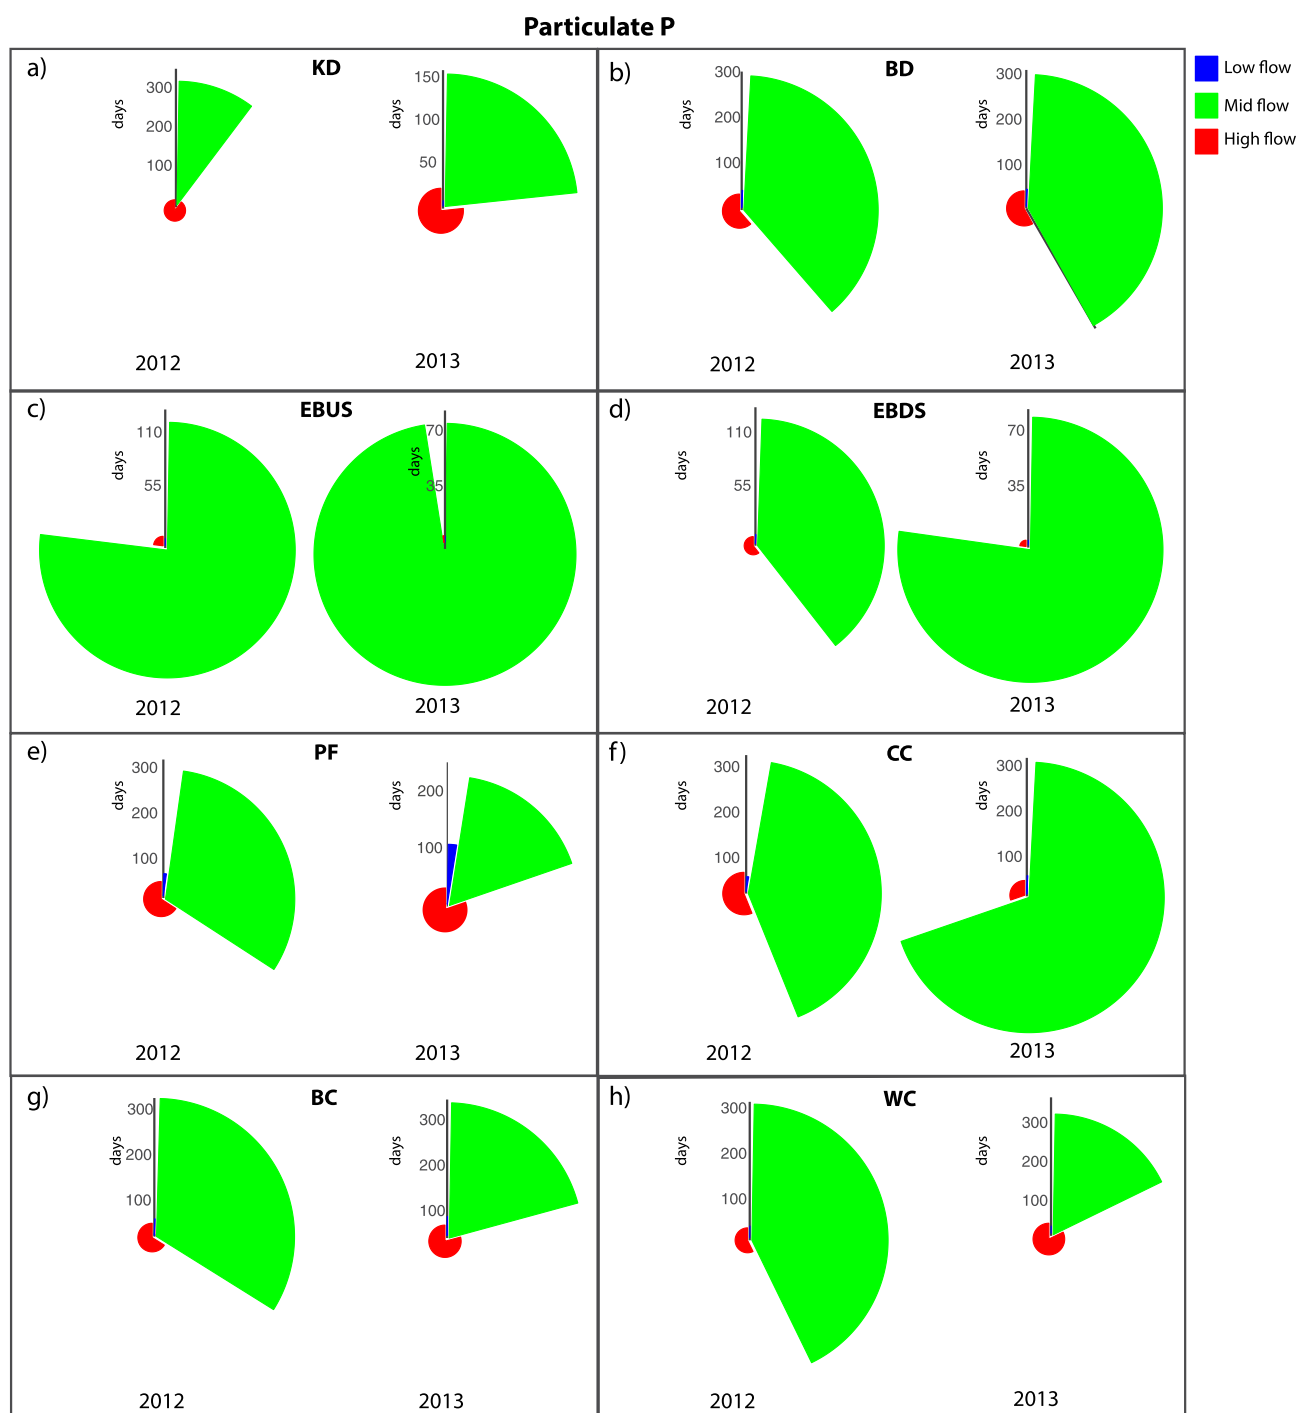 Particulate P
Low flow
Mid flow
High flow
a)
KD
days
300
200
100
2012
days
150
100
50
2013
b)
BD
days
300
200
100
2012
days
300
200
100
2013
c)
EBUS
days
110
55
2012
days
70
35
2013
d)
EBDS
days
110
55
2012
days
70
35
2013
e)
PF
days
300
200
100
2012
days
200
100
2013
f)
CC
days
300
200
100
2012
days
300
200
100
2013
g)
BC
days
300
200
100
2012
days
300
200
100
2013
h)
WC
days
300
200
100
2012
days
300
200
100
2013